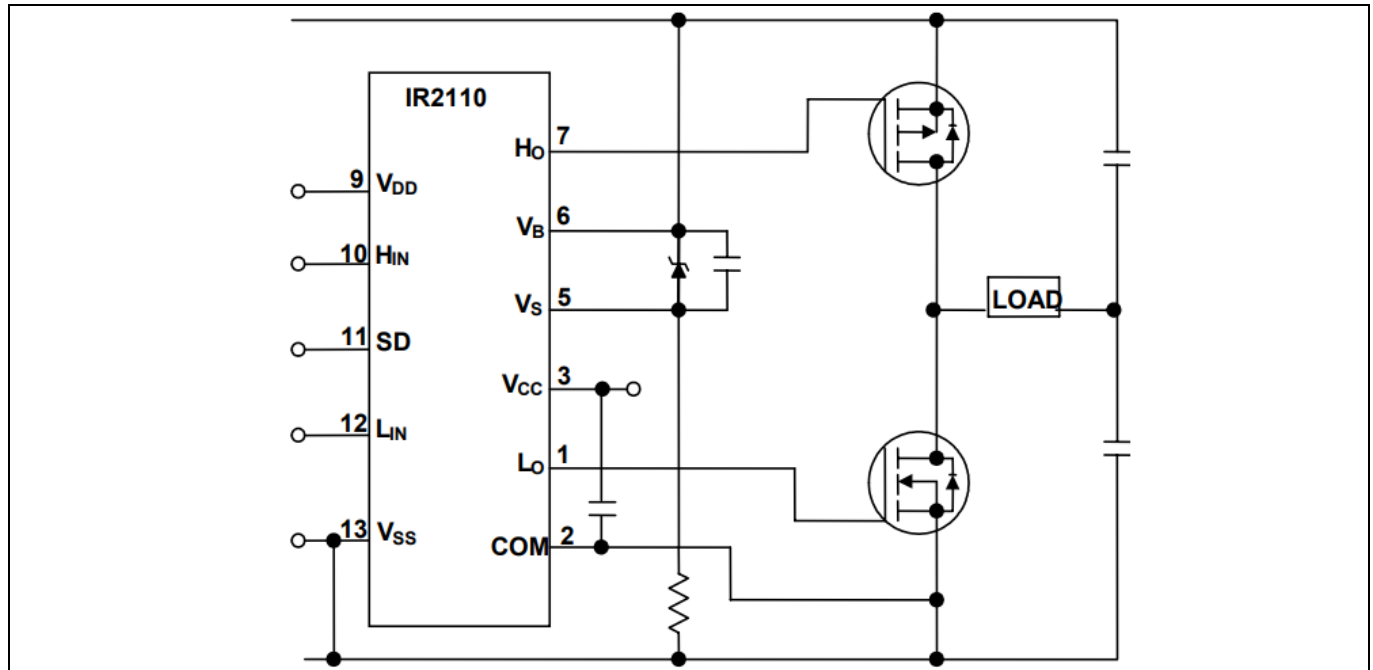 IR2110
HO 7
9 VDD
VB 6
10 HIN
VS 5
11 SD
LOAD
VCC 3
12 LIN
LO 1
13 VSS
COM 2